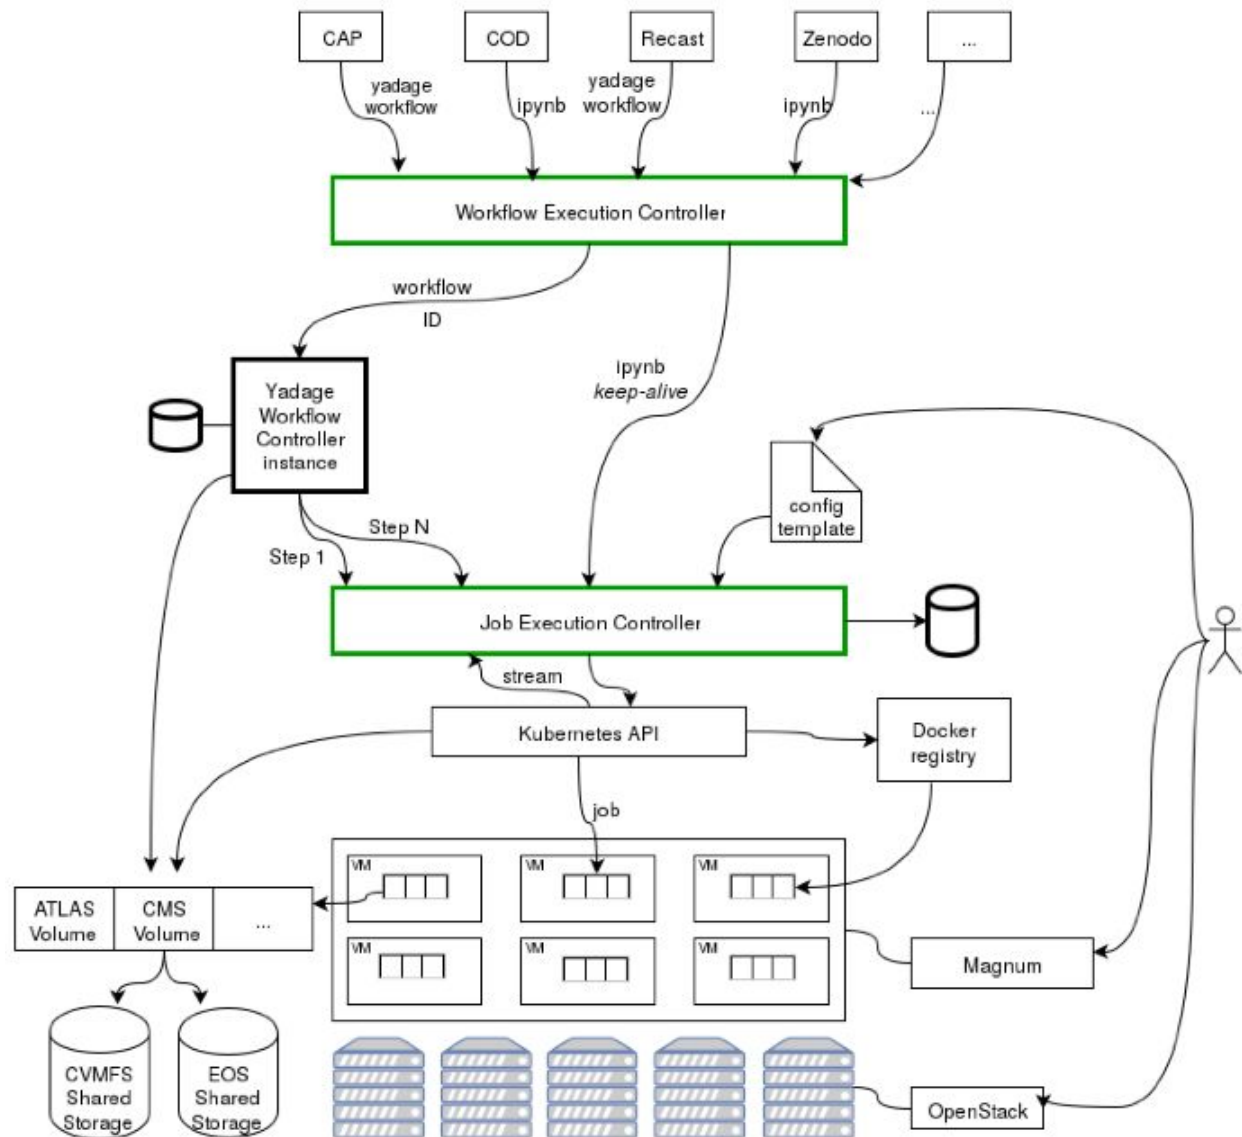 CAP
COD
Recast
Zenodo
...
yadage
workflow
ipynb
yadage
workflow
ipynb
...
Workflow Execution Controller
workflow
ID
ipynb
keep-alive
Yadage
Workflow
Controller
instance
config
template
Step N
Step 1
Job Execution Controller
stream
Kubernetes API
Docker
registry
job
VM
VM
VM
ATLAS
Volume
CMS
Volume
...
VM
VM
VM
Magnum
CVMFS
Shared
Storage
EOS
Shared
Storage
OpenStack